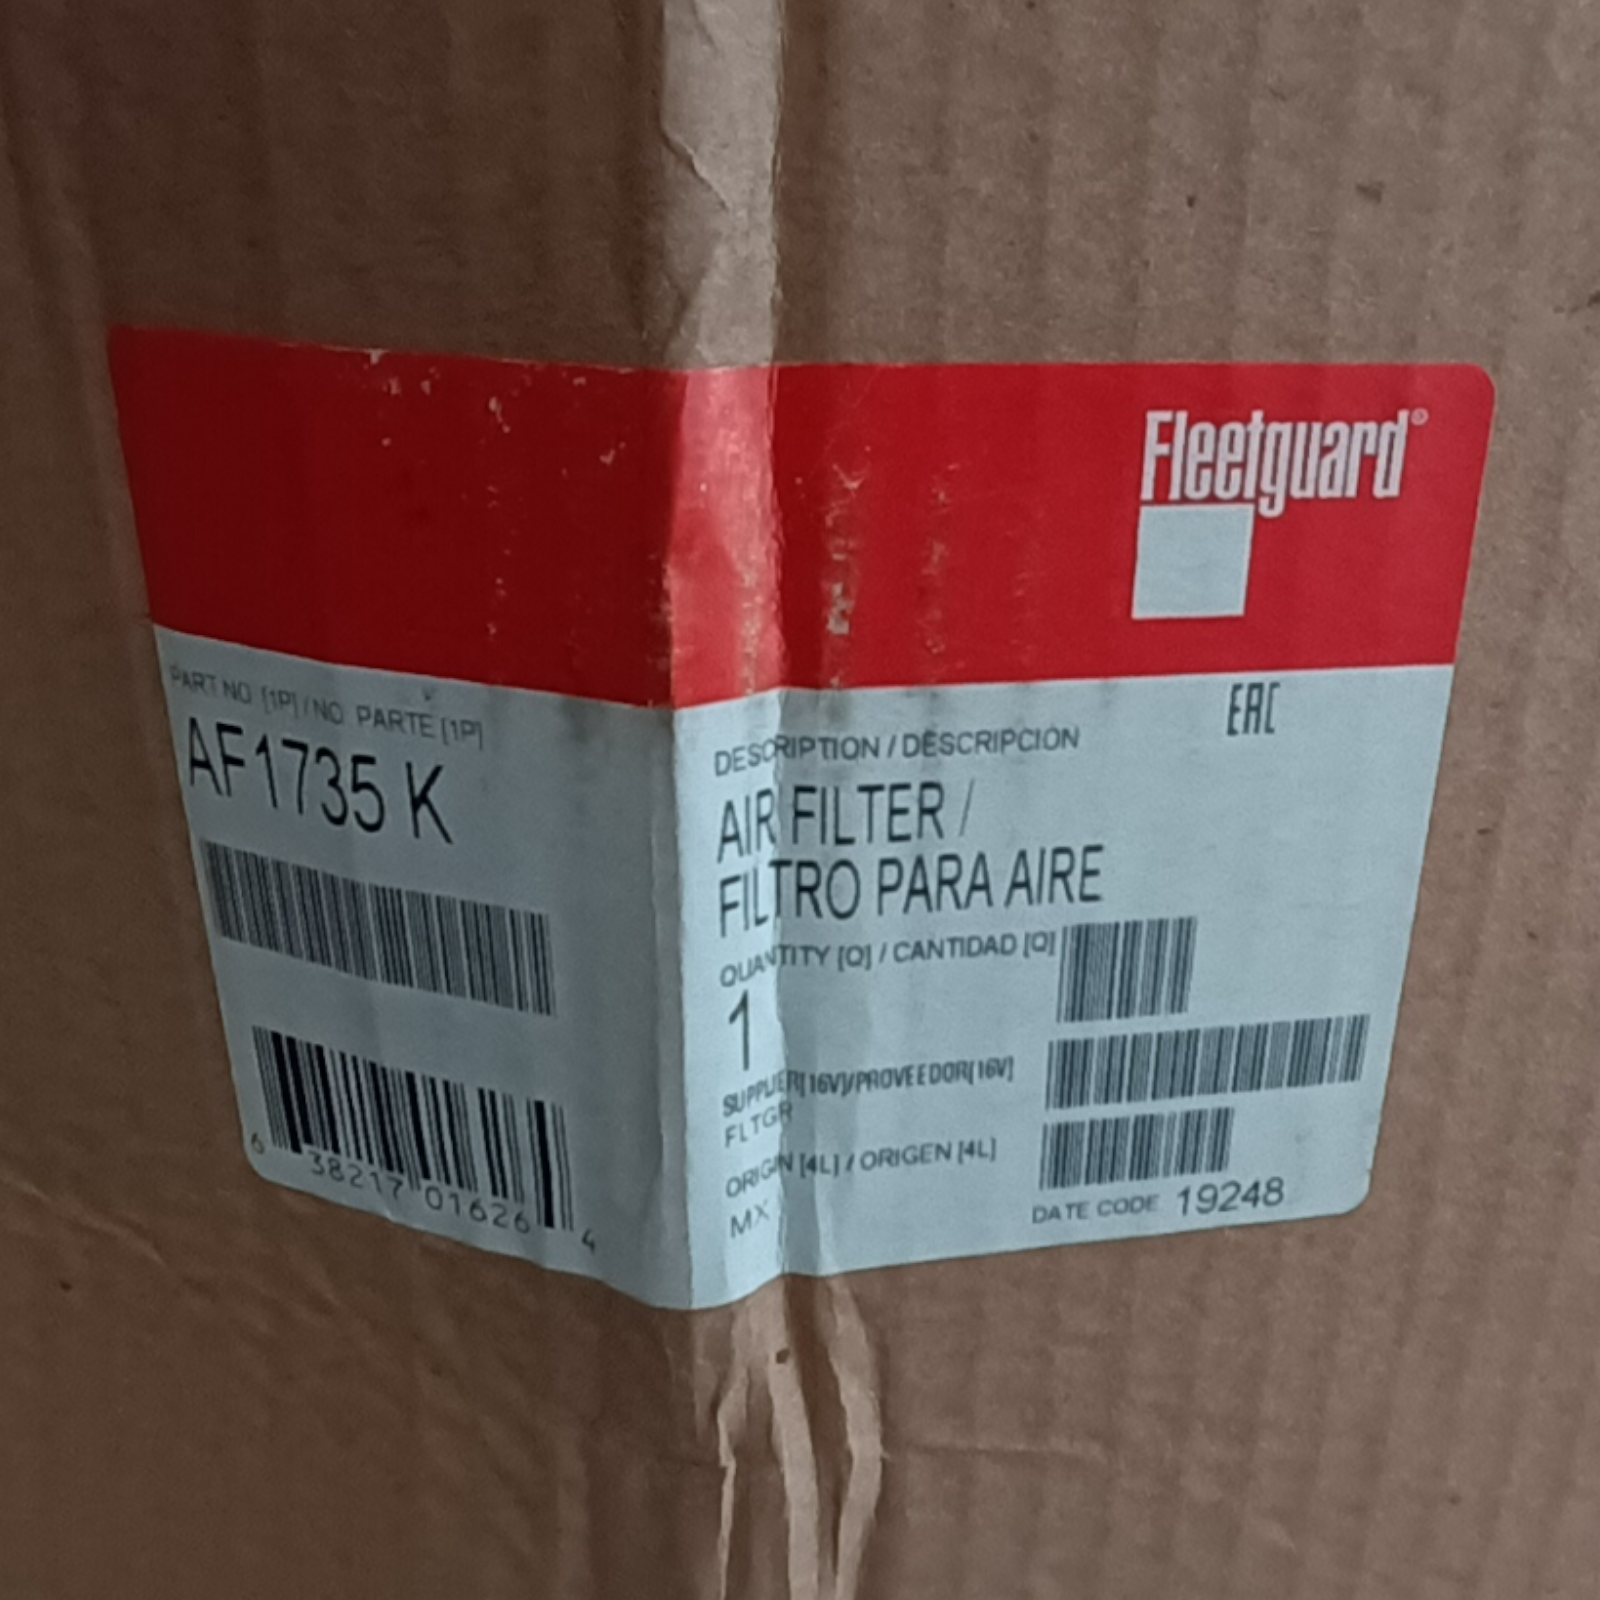 Fleetguard®
PART NO [1P] / NO PARTE [1P]
AF1735 K
6 38217 01626 4
EAC
DESCRIPTION / DESCRIPCION
AIR FILTER /
FILTRO PARA AIRE
QUANTITY [Q] / CANTIDAD [Q]
1
SUPPLIER[16V]/PROVEEDOR[16V]
FLTGR
ORIGIN [4L] / ORIGEN [4L]
MX
DATE CODE 19248